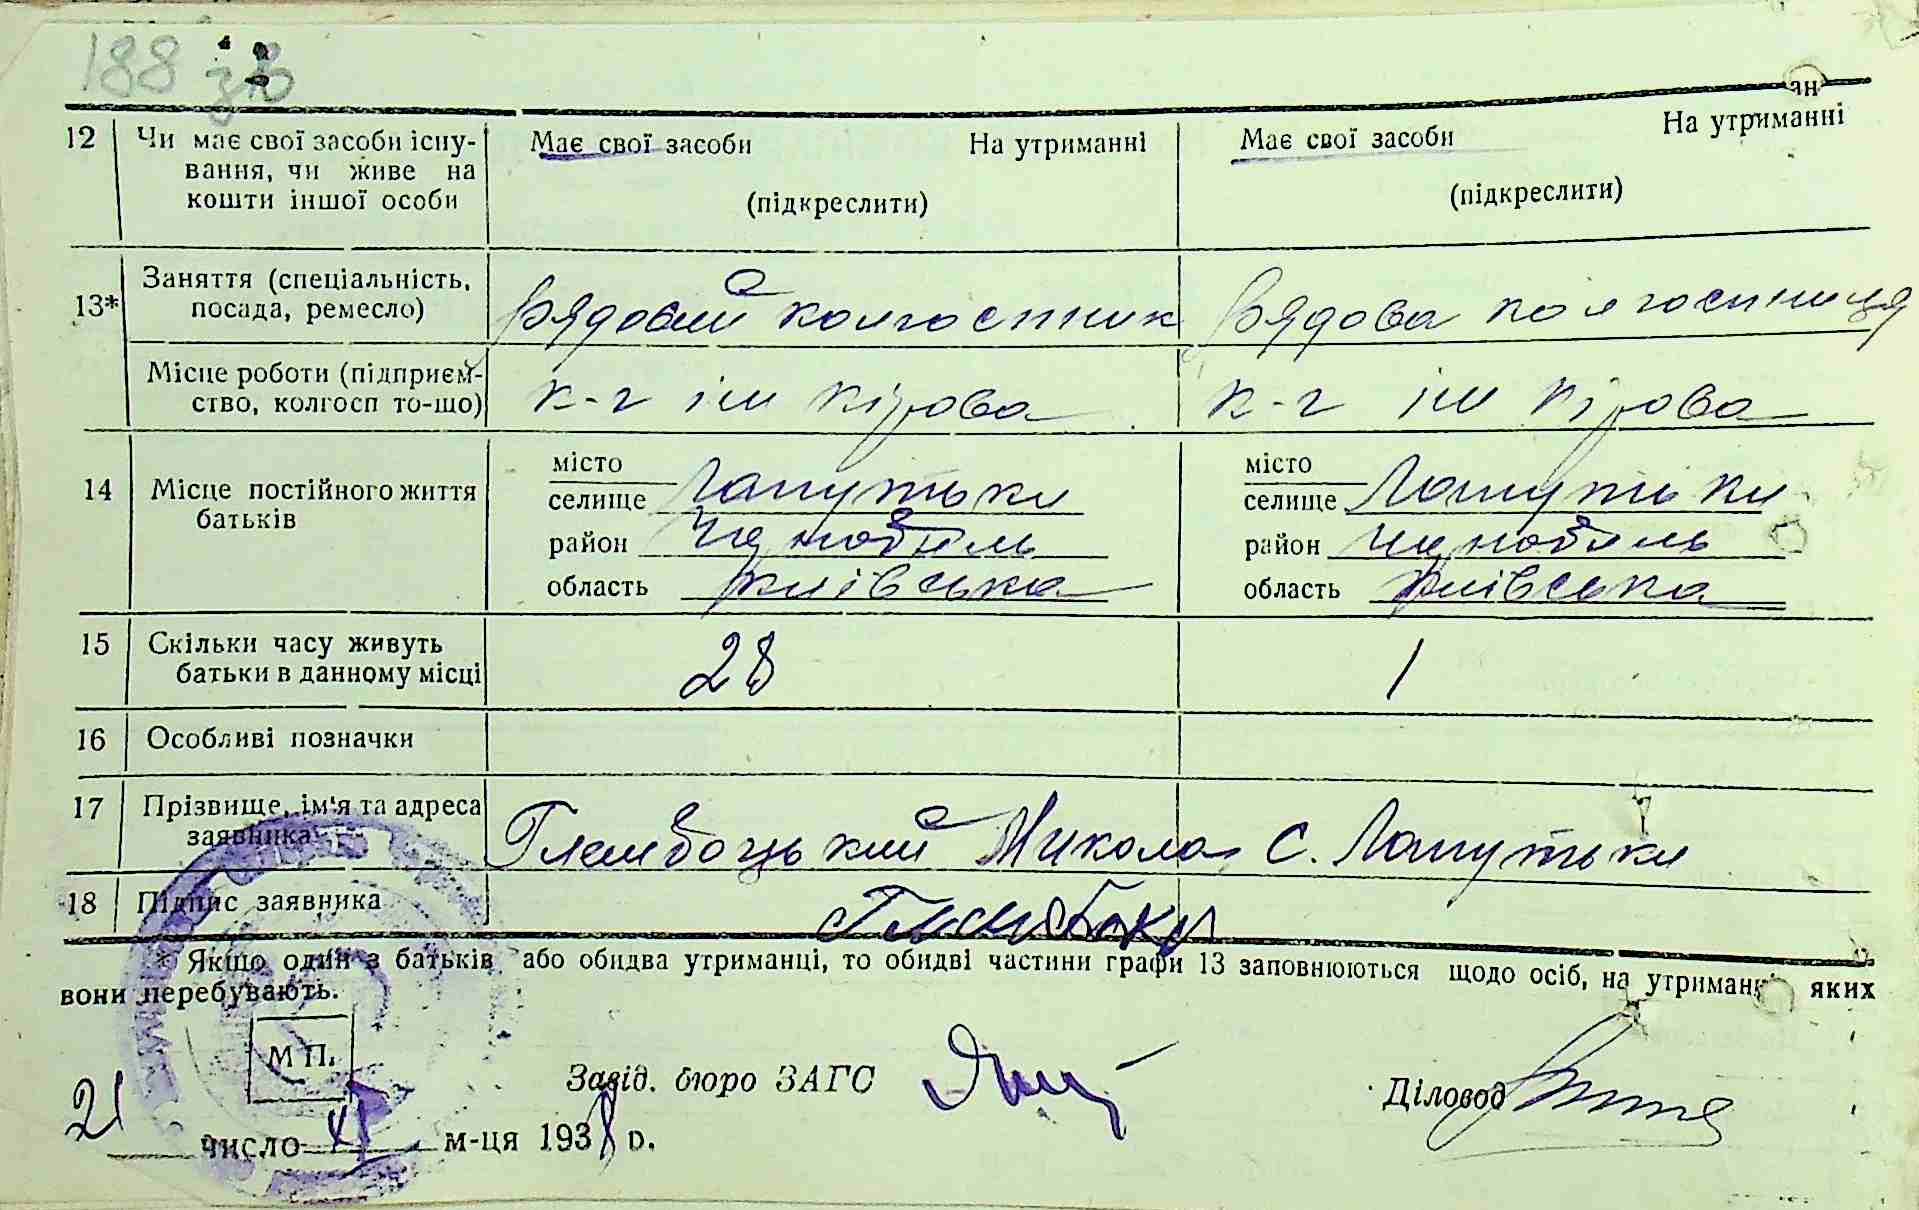 188 зв
12 Чи має свої засоби існу- Має свої засоби На утриманні Має свої засоби На утриманні
вання, чи живе на
кошти іншої особи (підкреслити) (підкреслити)
13* Заняття (спеціальність, посада, ремесло) Рядовий колгоспник Рядова колгоспниця
Місце роботи (підприєм- к-г ім Кірова к-г ім Кірова
ство, колгосп то-що)
14 Місце постійного життя батьків
місто місто
селище Лапутьки селище Лапутьки
район Чернобиль район Чернобиль
область Київська область Київська
15 Скільки часу живуть 28 1
батьки в данному місці
16 Особливі позначки
17 Прізвище, ім'я та адреса
заявника Глембоцький Микола, с. Лапутьки
18 Підпис заявника
* Якщо один з батьків або обидва утриманці, то обидві частини графи 13 заповнюються щодо осіб, на утриманні яких
вони перебувають.
М П.
Завід. бюро ЗАГС Діловод
21 число м-ця 1938 р.